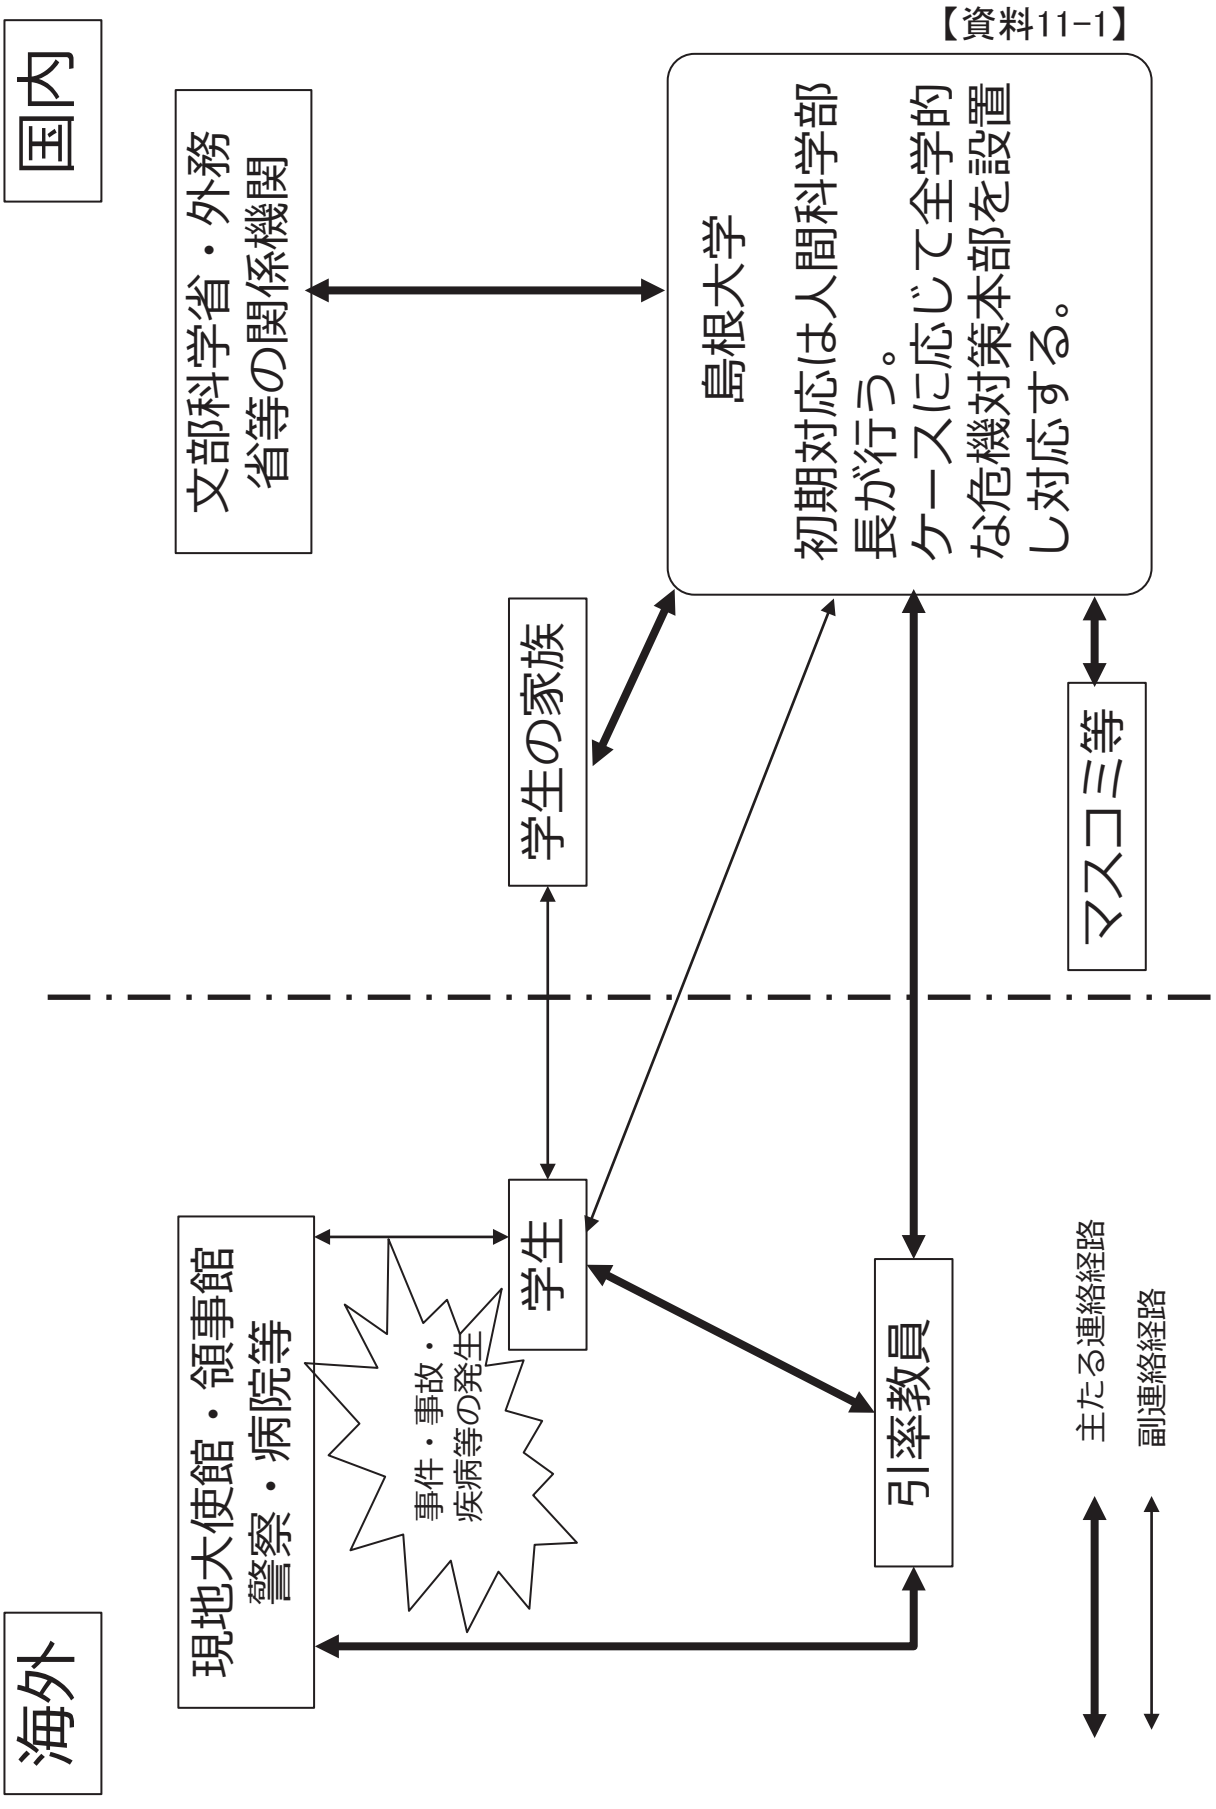 【資料11-1】
海外
国内
現地大使館・領事館
警察・病院等
文部科学省・外務
省等の関係機関
事件・事故・
疾病等の発生
学生
学生の家族
島根大学
初期対応は人間科学部
長が行う。
ケースに応じて全学的
な危機対策本部を設置
し対応する。
引率教員
マスコミ等
主たる連絡経路
副連絡経路